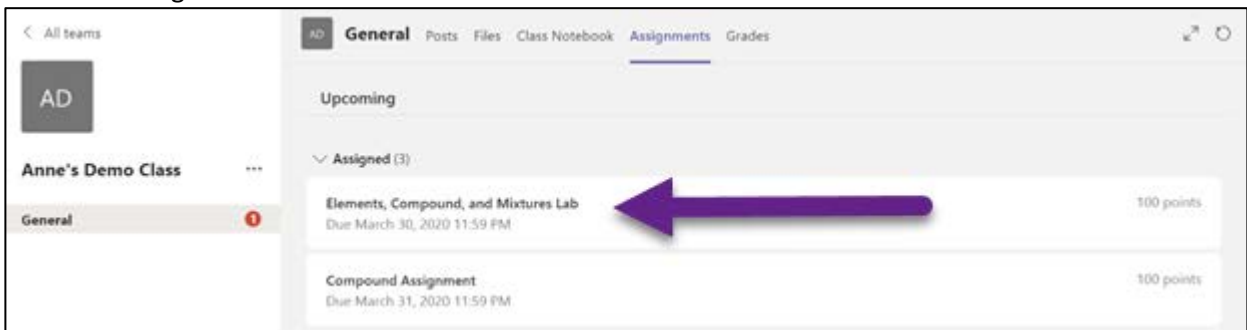 < All teams
AD General Posts Files Class Notebook Assignments Grades
AD
Upcoming
Anne's Demo Class ...
Assigned (3)
General 1
Elements, Compound, and Mixtures Lab
100 points
Due March 30, 2020 11:59 PM
Compound Assignment
100 points
Due March 31, 2020 11:59 PM